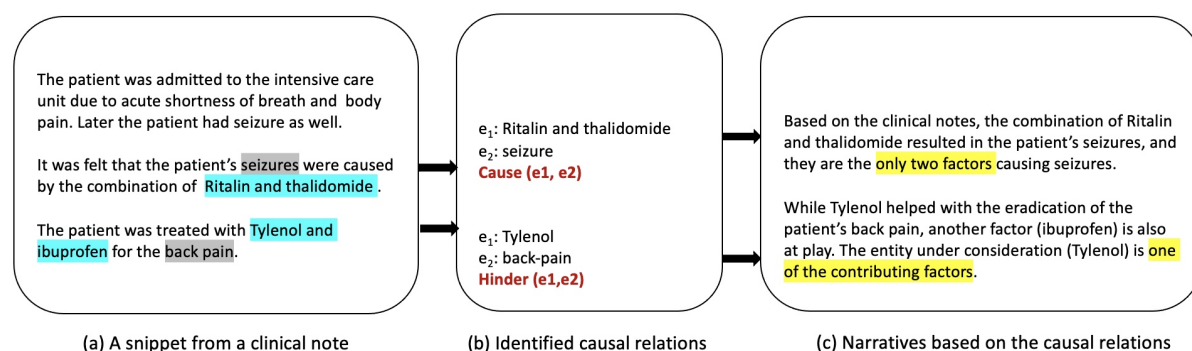 The patient was admitted to the intensive care
unit due to acute shortness of breath and body
pain. Later the patient had seizure as well.
It was felt that the patient’s seizures were caused
by the combination of Ritalin and thalidomide .
The patient was treated with Tylenol and
ibuprofen for the back pain.
(a) A snippet from a clinical note
e₁: Ritalin and thalidomide
e₂: seizure
Cause (e1, e2)
e₁: Tylenol
e₂: back-pain
Hinder (e1,e2)
(b) Identified causal relations
Based on the clinical notes, the combination of Ritalin
and thalidomide resulted in the patient’s seizures, and
they are the only two factors causing seizures.
While Tylenol helped with the eradication of the
patient’s back pain, another factor (ibuprofen) is also
at play. The entity under consideration (Tylenol) is one
of the contributing factors.
(c) Narratives based on the causal relations